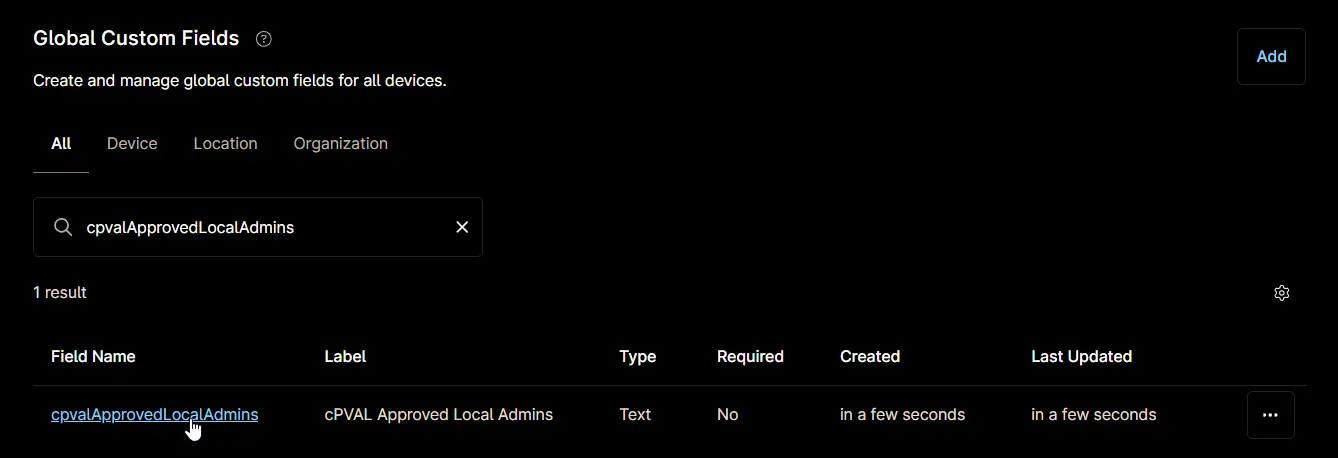 Global Custom Fields ?
Add
Create and manage global custom fields for all devices.
All Device Location Organization
cpvalApprovedLocalAdmins
1 result
Field Name Label Type Required Created Last Updated
cpvalApprovedLocalAdmins cPVAL Approved Local Admins Text No in a few seconds in a few seconds